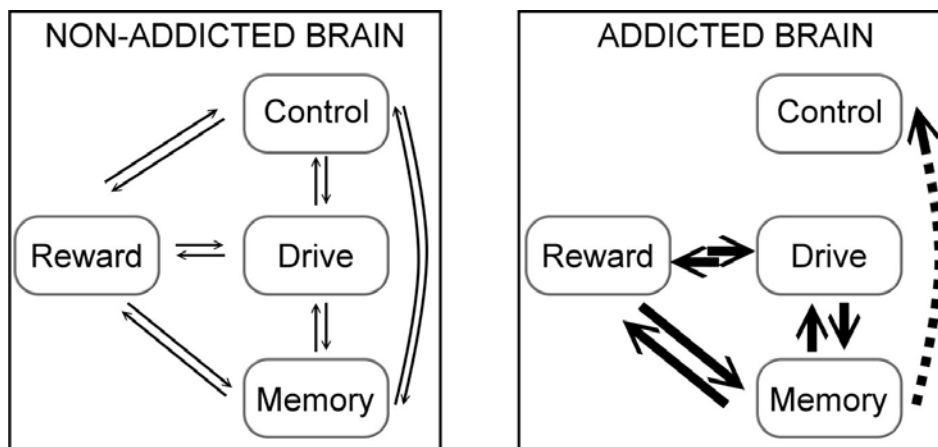 NON-ADDICTED BRAIN
Control
Reward
Drive
Memory
ADDICTED BRAIN
Control
Reward
Drive
Memory